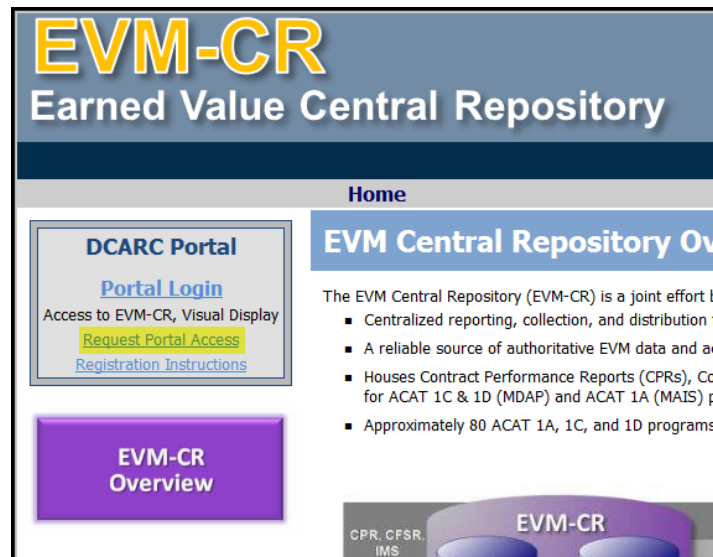 EVM-CR
Earned Value Central Repository
Home
DCARC Portal
Portal Login
Access to EVM-CR, Visual Display
Request Portal Access
Registration Instructions
EVM-CR
Overview
EVM Central Repository
The EVM Central Repository (EVM-CR) is a joint effort
■ Centralized reporting, collection, and distribution
■ A reliable source of authoritative EVM data and
■ Houses Contract Performance Reports (CPRs),
for ACAT 1C & 1D (MDAP) and ACAT 1A (MAIS)
■ Approximately 80 ACAT 1A, 1C, and 1D programs
CPR, CFSR,
IMS
EVM-CR